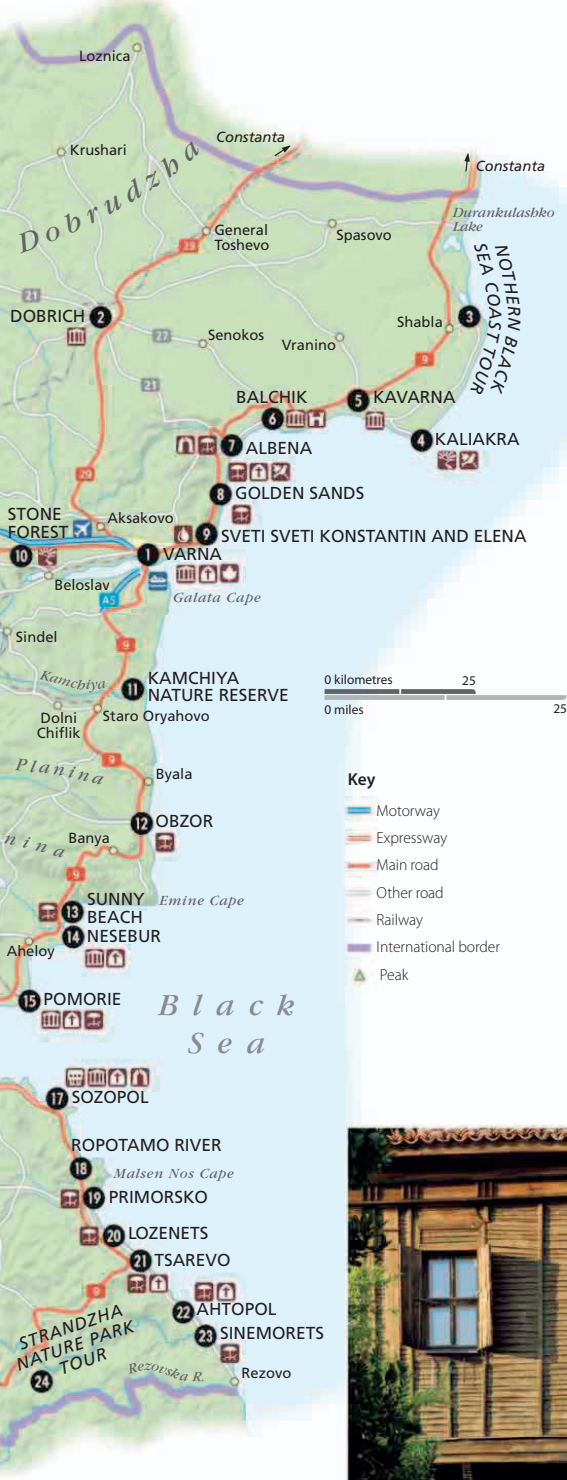 Loznica
Krushari
Constanta
Constanta
Dobrudzha
Durankulashko
Lake
General
Toshevo
29
Spasovo
NOTHERN BLACK
SEA COAST TOUR
21
DOBRICH 2
27
Senokos
Vranino
Shabla
3
9
21
BALCHIK
6
5 KAVARNA
4 KALIAKRA
7 ALBENA
29
8 GOLDEN SANDS
STONE
FOREST
10
Aksakovo
9 SVETI SVETI KONSTANTIN AND ELENA
1 VARNA
Beloslav
A5
Galata Cape
Sindel
9
Kamchiya
11 KAMCHIYA
NATURE RESERVE
0 kilometres 25
0 miles 25
Dolni
Chiflik
Staro Oryahovo
9
Planina
Byala
Key
Motorway
Expressway
Main road
Other road
Railway
International border
Peak
12 OBZOR
nina
Banya
9
13 SUNNY
BEACH
Emine Cape
14 NESEBUR
Aheloy
15 POMORIE
Black
Sea
17 SOZOPOL
ROPOTAMO RIVER
18
Malsen Nos Cape
19 PRIMORSKO
20 LOZENETS
21 TSAREVO
9
22 AHTOPOL
23 SINEMORETS
STRANDZHA
NATURE PARK
TOUR
24
Rezovska R.
Rezovo